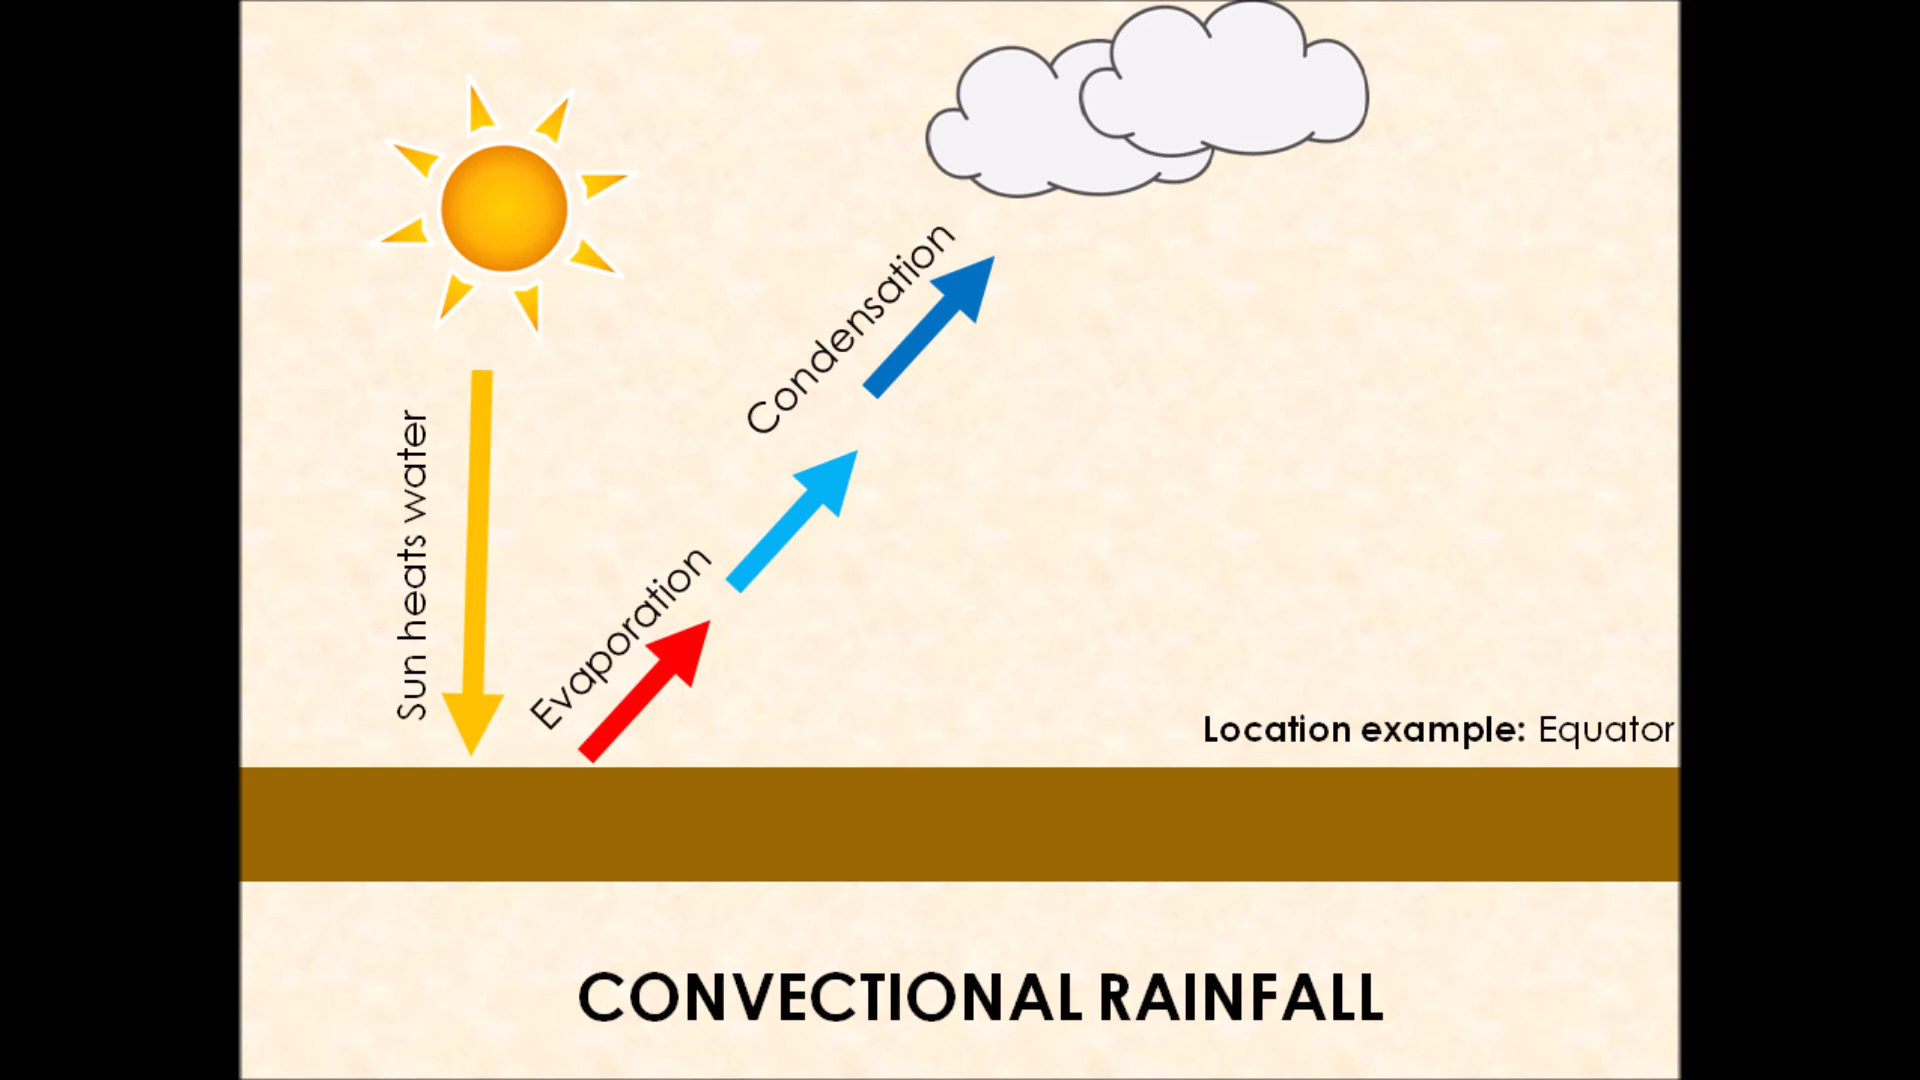 Condensation
Sun heats water
Evaporation
Location example: Equator
CONVECTIONAL RAINFALL